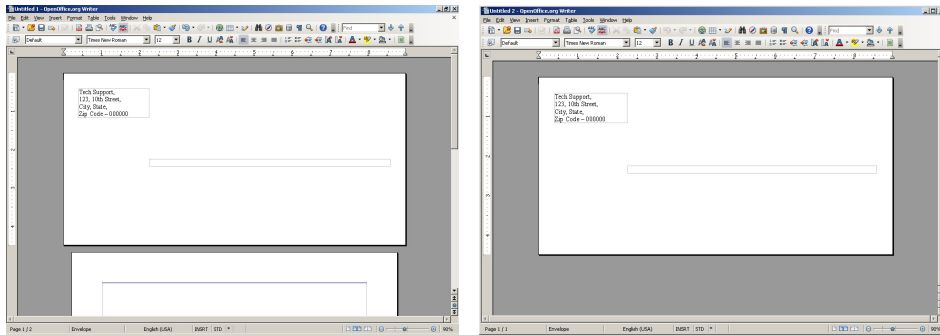 Untitled 1 - OpenOffice.org Writer
File Edit View Insert Format Table Tools Window Help
Find
Default Times New Roman 12
Tech Support,
123, 10th Street,
City, State,
Zip Code – 000000
Page 1 / 2 Envelope English (USA) INSRT STD * 90%
Untitled 2 - OpenOffice.org Writer
File Edit View Insert Format Table Tools Window Help
Find
Default Times New Roman 12
Tech Support,
123, 10th Street,
City, State,
Zip Code – 000000
Page 1 / 1 Envelope English (USA) INSRT STD * 90%